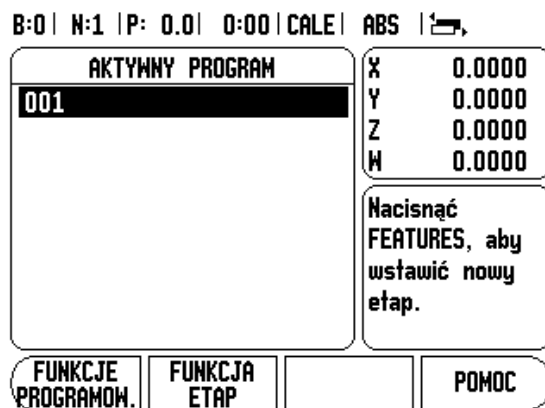 B:0 | N:1 | P: 0.0 | 0:00 | CALE | ABS |
AKTYWNY PROGRAM
001
X 0.0000
Y 0.0000
Z 0.0000
W 0.0000
Nacisnąć
FEATURES, aby
wstawić nowy
etap.
FUNKCJE
PROGRAMOW.
FUNKCJA
ETAP
POMOC